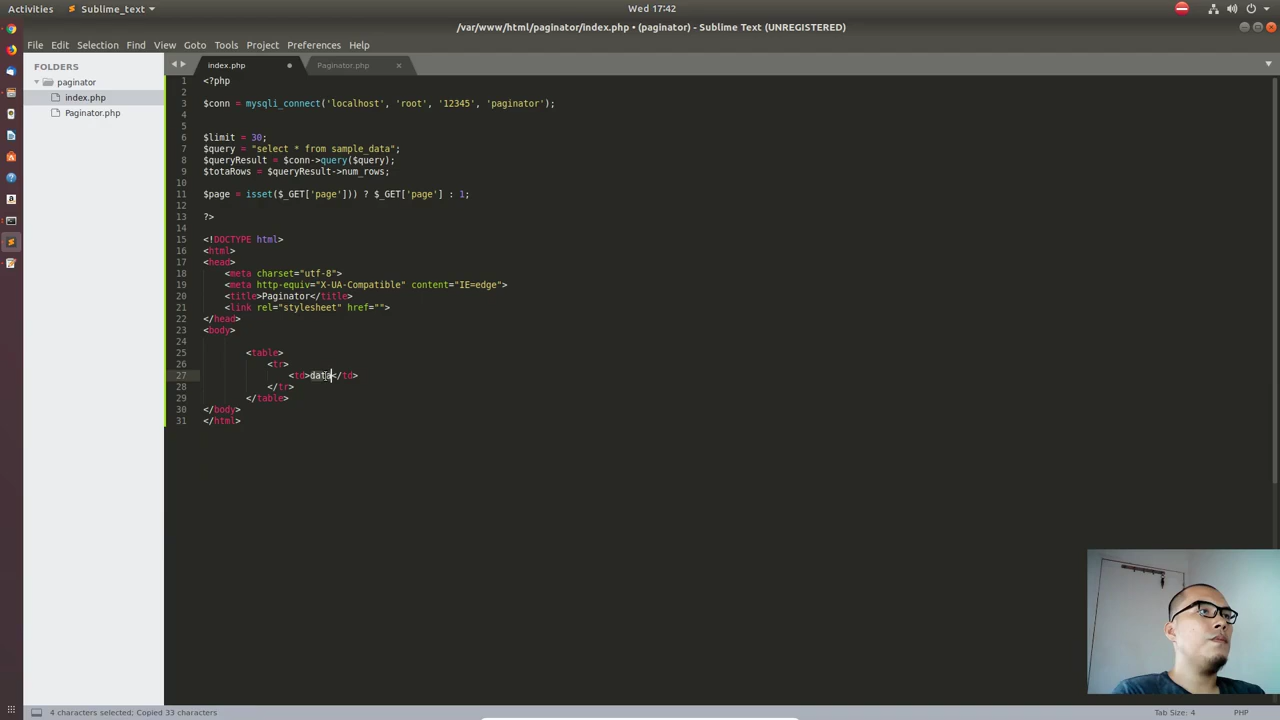 Activities
Sublime_text
Wed 17:42
/var/www/html/paginator/index.php • (paginator) - Sublime Text (UNREGISTERED)
File Edit Selection Find View Goto Tools Project Preferences Help
FOLDERS
paginator
index.php
Paginator.php
index.php
Paginator.php
1 <?php
2
3 $conn = mysqli_connect('localhost', 'root', '12345', 'paginator');
4
5
6 $limit = 30;
7 $query = "select * from sample_data";
8 $queryResult = $conn->query($query);
9 $totaRows = $queryResult->num_rows;
10
11 $page = isset($_GET['page'])) ? $_GET['page'] : 1;
12
13 ?>
14
15 <!DOCTYPE html>
16 <html>
17 <head>
18 <meta charset="utf-8">
19 <meta http-equiv="X-UA-Compatible" content="IE=edge">
20 <title>Paginator</title>
21 <link rel="stylesheet" href="">
22 </head>
23 <body>
24
25 <table>
26 <tr>
27 <td>data</td>
28 </tr>
29 </table>
30 </body>
31 </html>
4 characters selected; Copied 33 characters
Tab Size: 4
PHP